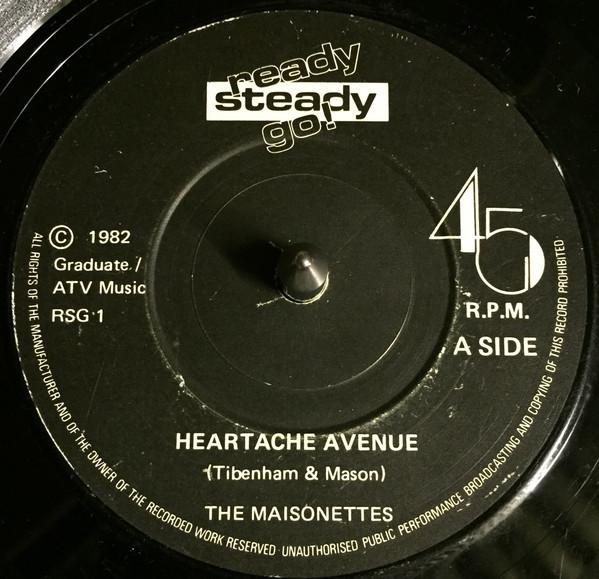 ready
steady
go!
© 1982
Graduate /
ATV Music
RSG 1
45
R.P.M.
A SIDE
HEARTACHE AVENUE
(Tibenham & Mason)
THE MAISONETTES
ALL RIGHTS OF THE MANUFACTURER AND OF THE OWNER OF THE RECORDED WORK RESERVED UNAUTHORISED PUBLIC PERFORMANCE BROADCASTING AND COPYING OF THIS RECORD PROHIBITED